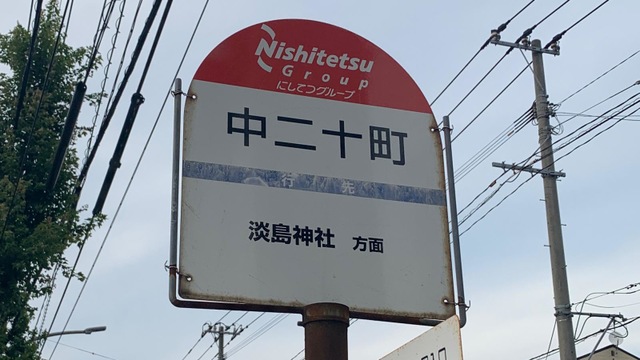 Nishitetsu
Group
にしてつグループ
中二十町
行先
淡島神社 方面